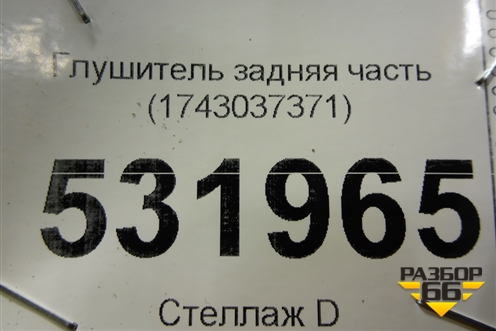 Глушитель задняя часть
(1743037371)
531965
РАЗБОР
66
Стеллаж D